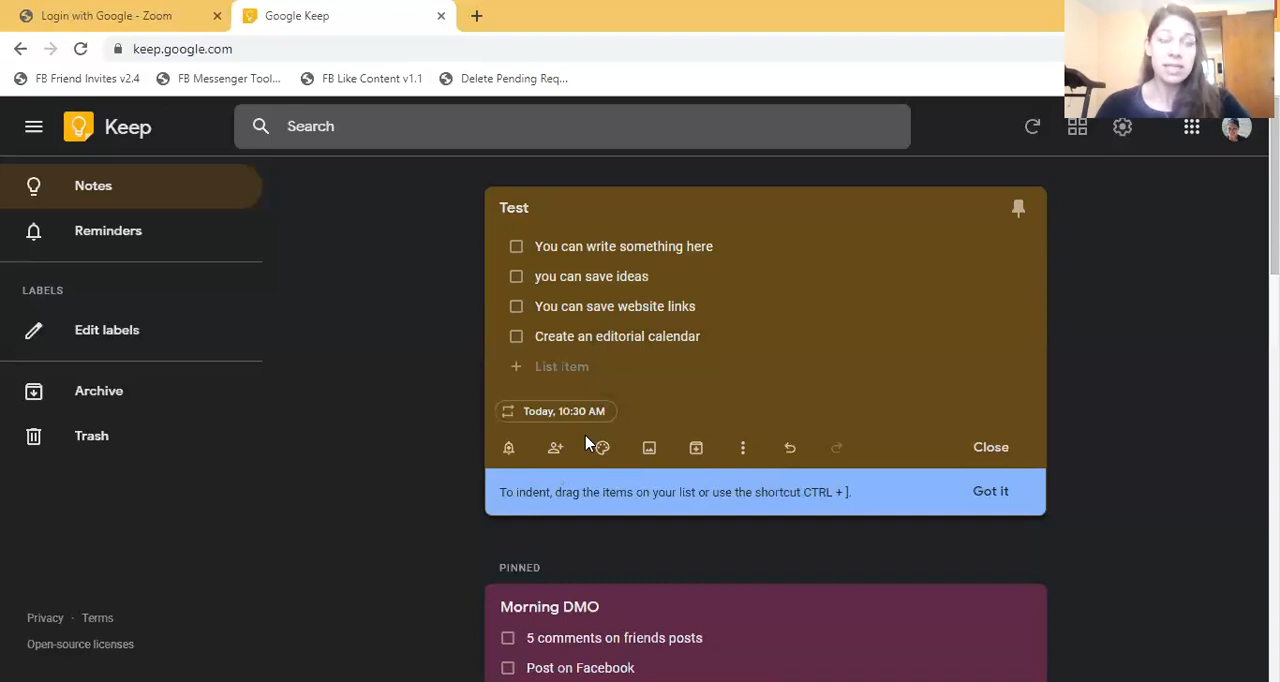 Login with Google - Zoom
Google Keep
keep.google.com
FB Friend Invites v2.4
FB Messenger Tool...
FB Like Content v1.1
Delete Pending Req...
Keep
Search
Notes
Reminders
LABELS
Edit labels
Archive
Trash
Privacy · Terms
Open-source licenses
Test
You can write something here
you can save ideas
You can save website links
Create an editorial calendar
+ List item
Today, 10:30 AM
Close
To indent, drag the items on your list or use the shortcut CTRL + ].
Got it
PINNED
Morning DMO
5 comments on friends posts
Post on Facebook